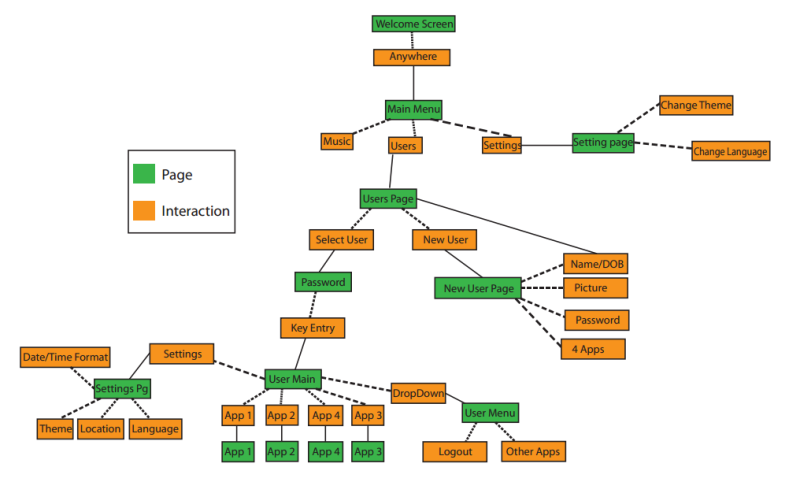 Welcome Screen
Anywhere
Main Menu
Change Theme
Music
Users
Settings
Setting page
Change Language
Page
Interaction
Users Page
Select User
New User
Name/DOB
Password
New User Page
Picture
Key Entry
Password
4 Apps
Date/Time Format
Settings
User Main
Settings Pg
DropDown
Theme
Location
Language
App 1
App 2
App 4
App 3
User Menu
App 1
App 2
App 4
App 3
Logout
Other Apps